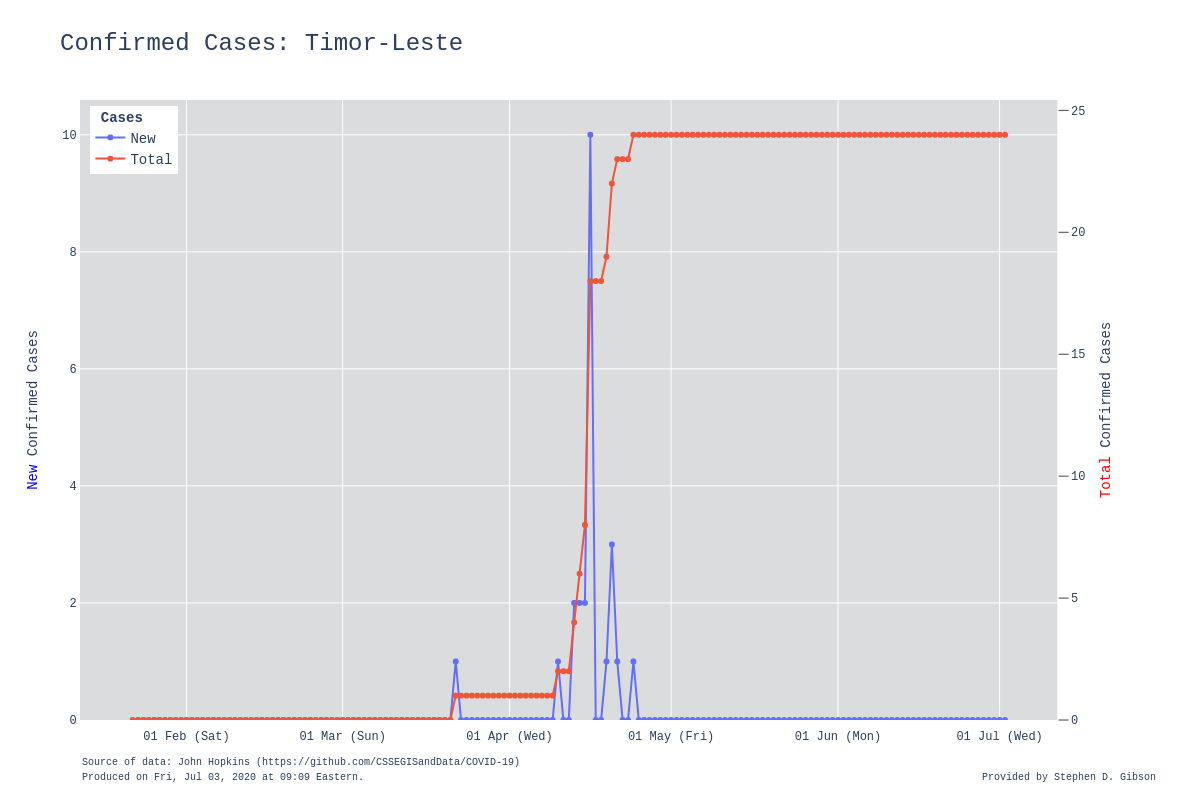 Confirmed Cases: Timor-Leste
Cases
New
Total
10
8
6
4
2
0
25
20
15
10
5
0
New Confirmed Cases
Total Confirmed Cases
01 Feb (Sat)
01 Mar (Sun)
01 Apr (Wed)
01 May (Fri)
01 Jun (Mon)
01 Jul (Wed)
Source of data: John Hopkins (https://github.com/CSSEGISandData/COVID-19)
Produced on Fri, Jul 03, 2020 at 09:09 Eastern.
Provided by Stephen D. Gibson